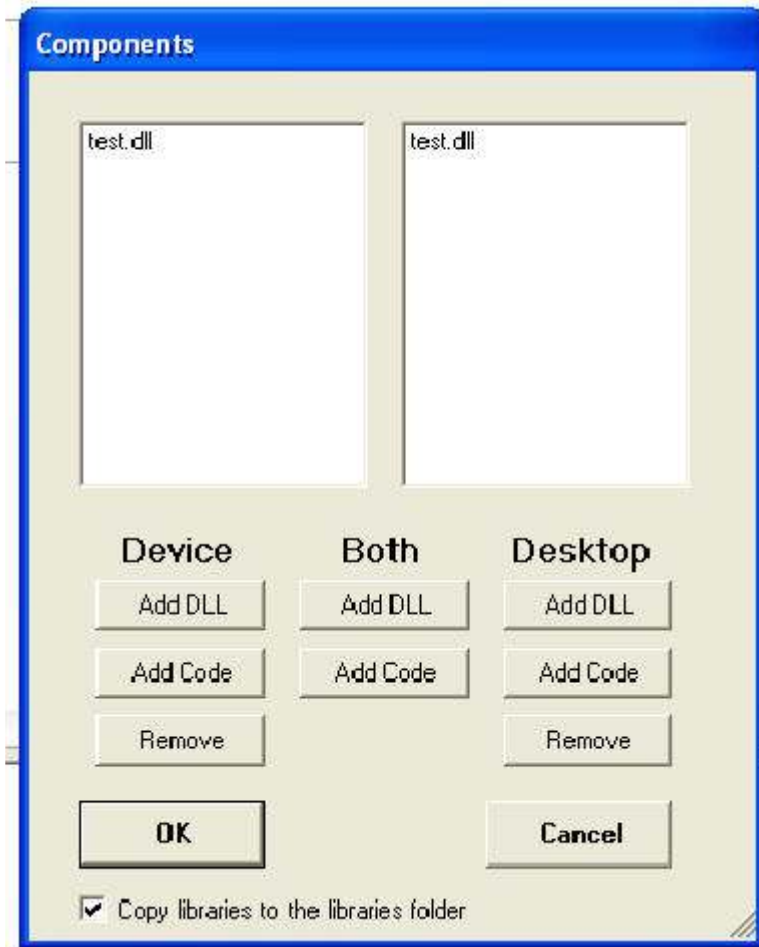 Components
test.dll test.dll
Device Both Desktop
Add DLL Add DLL Add DLL
Add Code Add Code Add Code
Remove Remove
OK Cancel
Copy libraries to the libraries folder